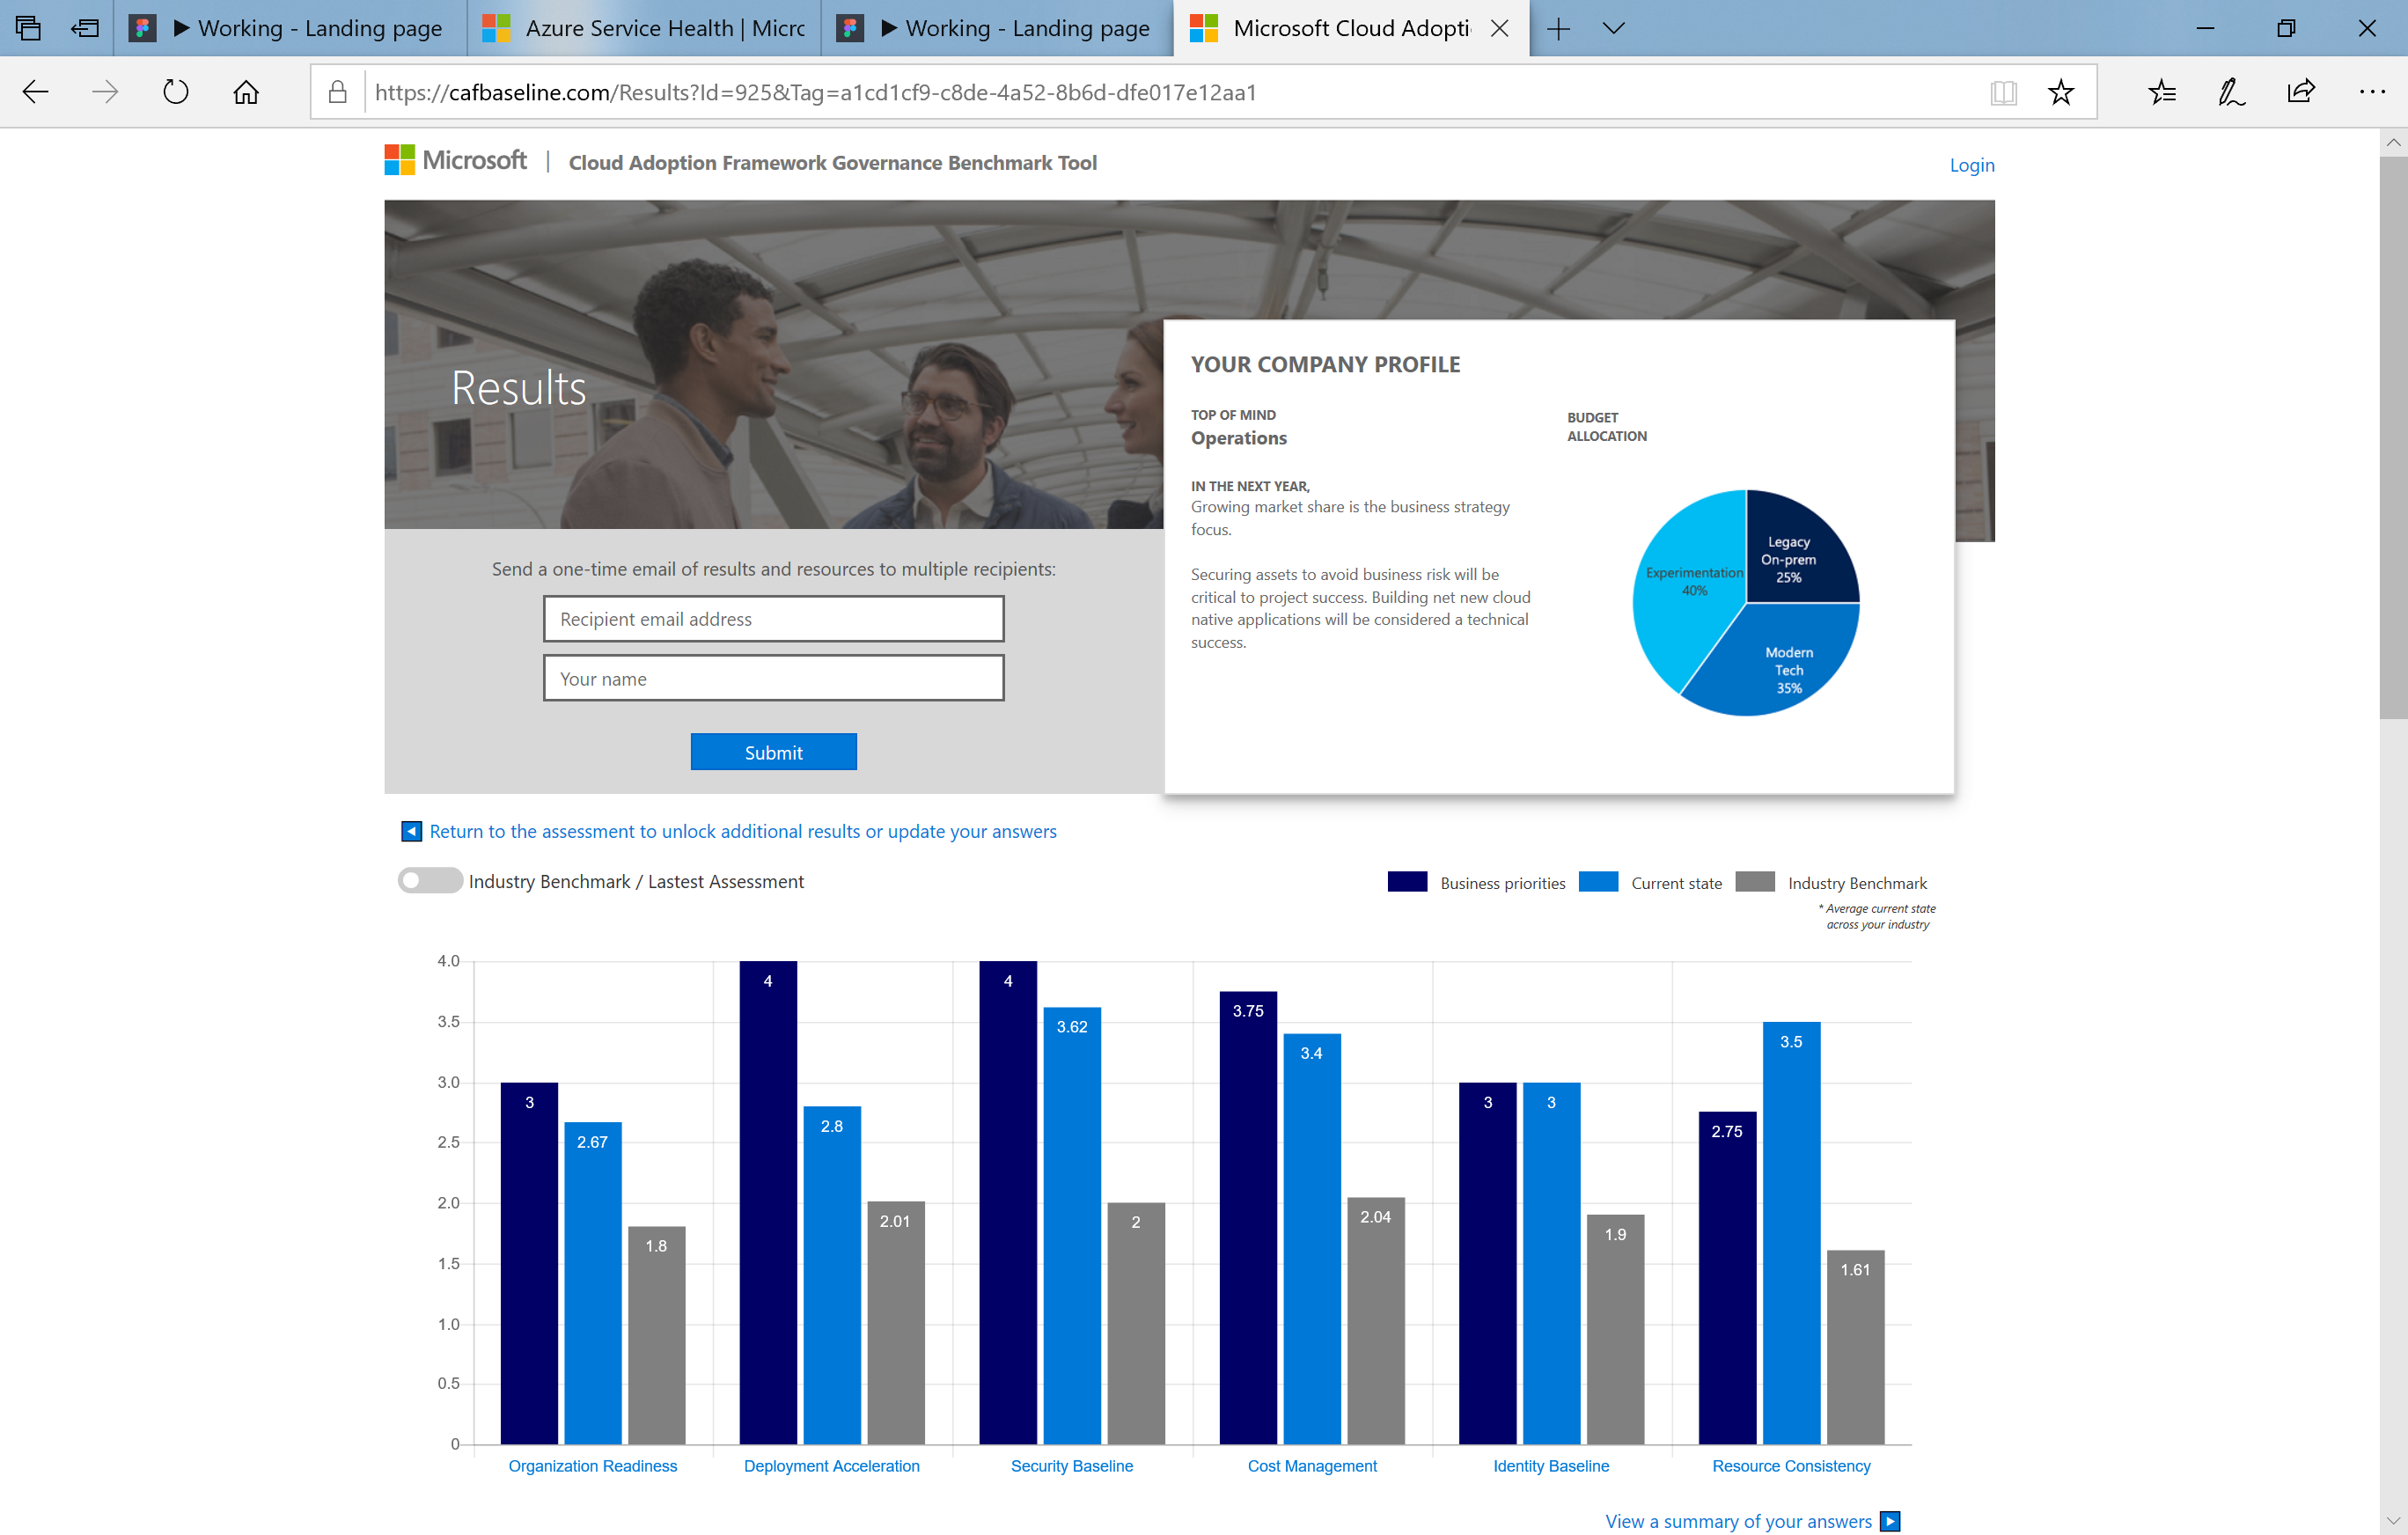 ▶ Working - Landing page
Azure Service Health | Micro
▶ Working - Landing page
Microsoft Cloud Adopti
https://cafbaseline.com/Results?Id=925&Tag=a1cd1cf9-c8de-4a52-8b6d-dfe017e12aa1
Microsoft | Cloud Adoption Framework Governance Benchmark Tool
Login
Results
YOUR COMPANY PROFILE
TOP OF MIND
Operations
IN THE NEXT YEAR,
Growing market share is the business strategy
focus.
Securing assets to avoid business risk will be
critical to project success. Building net new cloud
native applications will be considered a technical
success.
BUDGET
ALLOCATION
Legacy
On-prem
25%
Experimentation
40%
Modern
Tech
35%
Send a one-time email of results and resources to multiple recipients:
Recipient email address
Your name
Submit
Return to the assessment to unlock additional results or update your answers
Industry Benchmark / Lastest Assessment
Business priorities
Current state
Industry Benchmark
* Average current state
across your industry
4.0
3.5
3.0
2.5
2.0
1.5
1.0
0.5
0
3
2.67
1.8
4
2.8
2.01
4
3.62
2
3.75
3.4
2.04
3
3
1.9
2.75
3.5
1.61
Organization Readiness
Deployment Acceleration
Security Baseline
Cost Management
Identity Baseline
Resource Consistency
View a summary of your answers